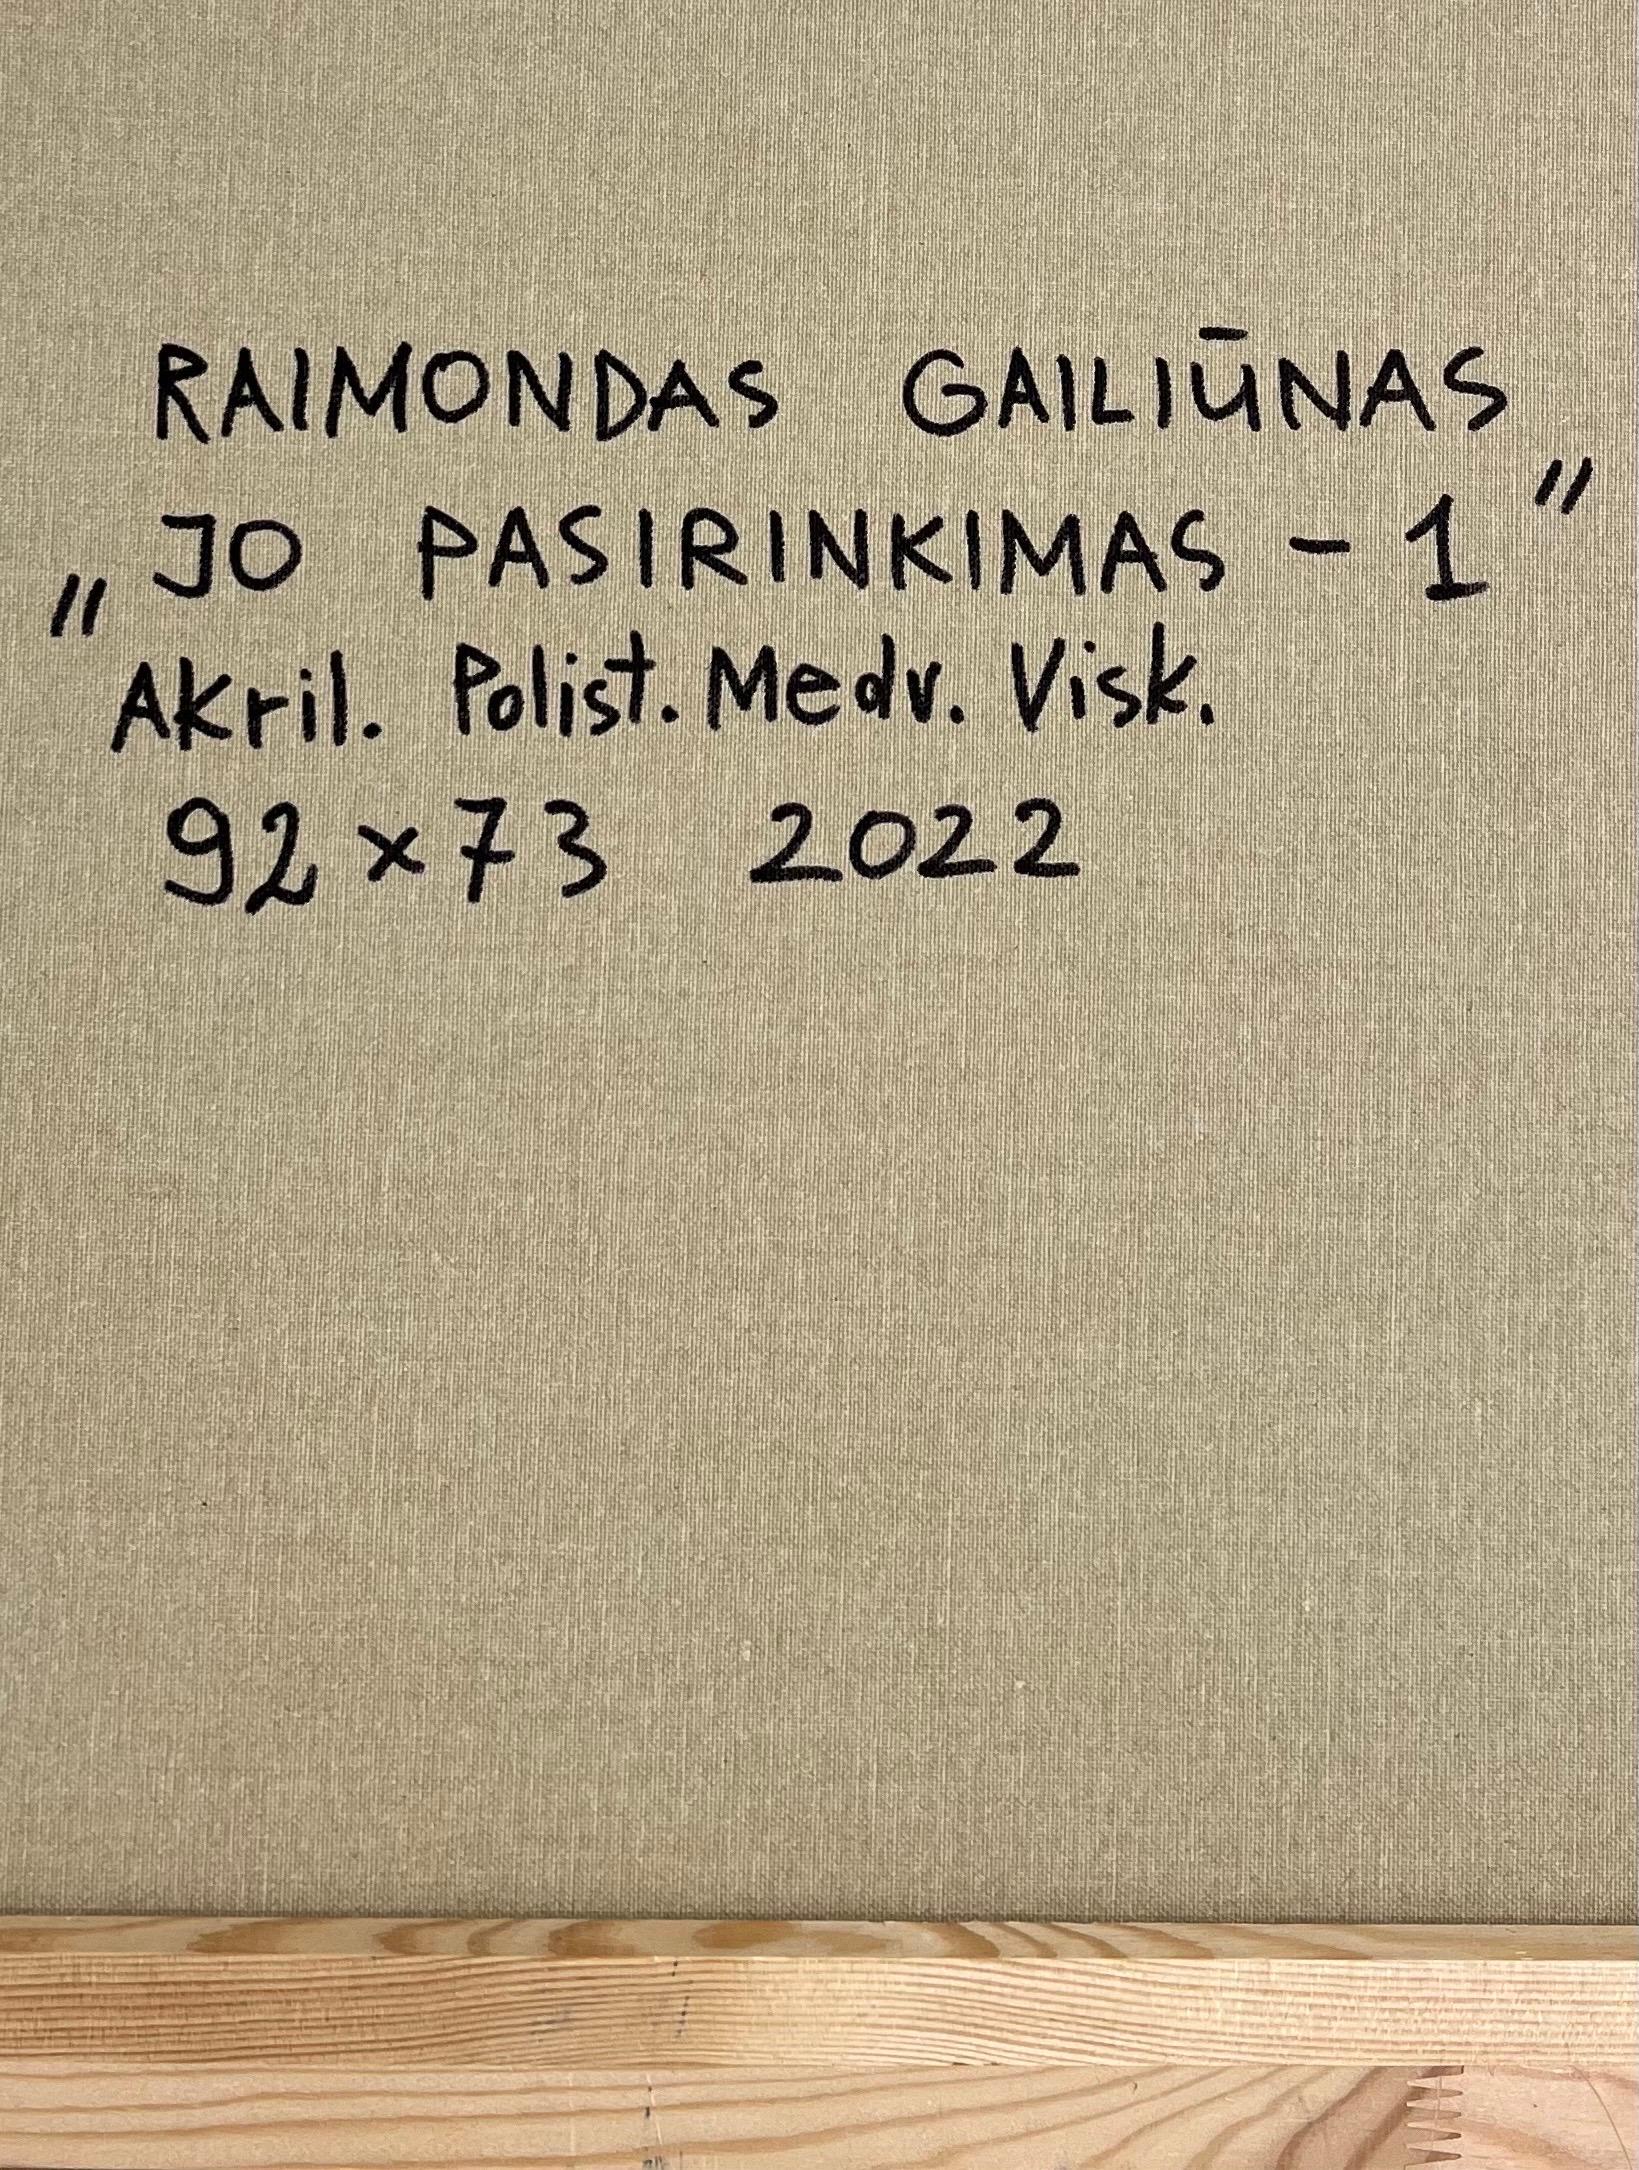 RAIMONDAS GAILIŪNAS
„JO PASIRINKIMAS – 1”
Akril. Polist. Medv. Visk.
92 x 73 2022